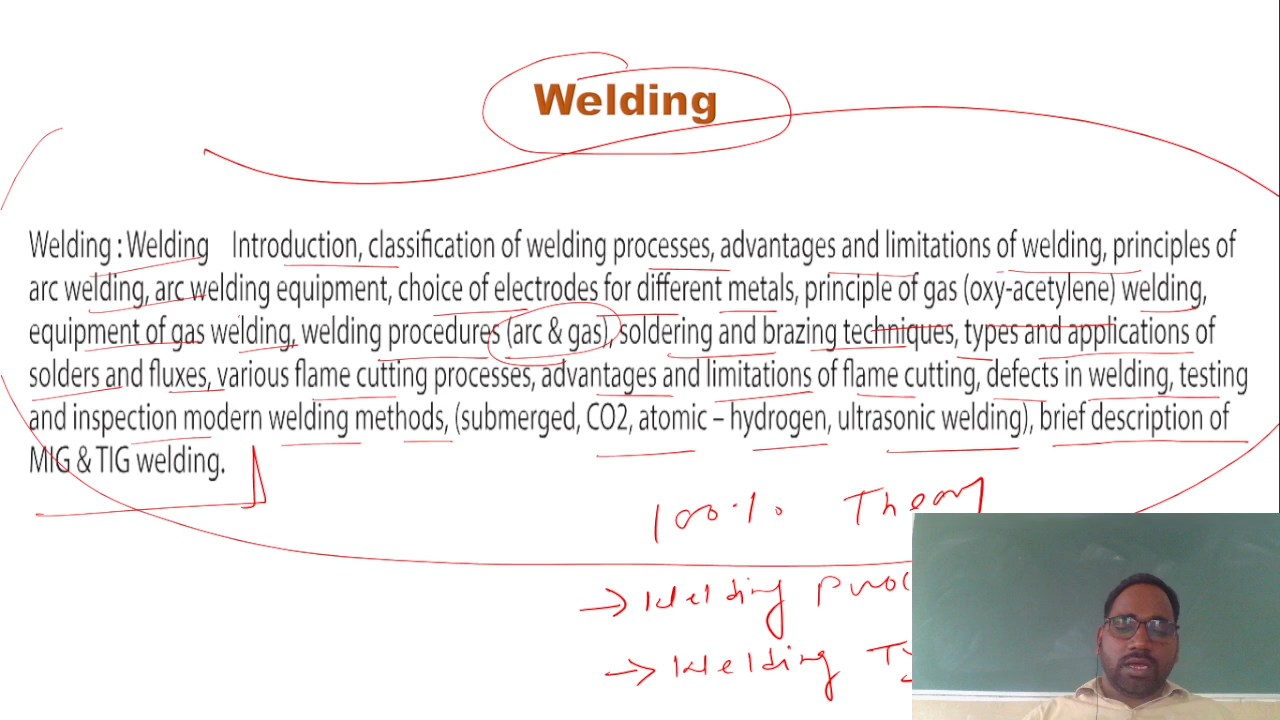 Welding
Welding : Welding Introduction, classification of welding processes, advantages and limitations of welding, principles of
arc welding, arc welding equipment, choice of electrodes for different metals, principle of gas (oxy-acetylene) welding,
equipment of gas welding, welding procedures (arc & gas), soldering and brazing techniques, types and applications of
solders and fluxes, various flame cutting processes, advantages and limitations of flame cutting, defects in welding, testing
and inspection modern welding methods, (submerged, CO2, atomic – hydrogen, ultrasonic welding), brief description of
MIG & TIG welding.
100% Theory
→ Welding
→ Welding